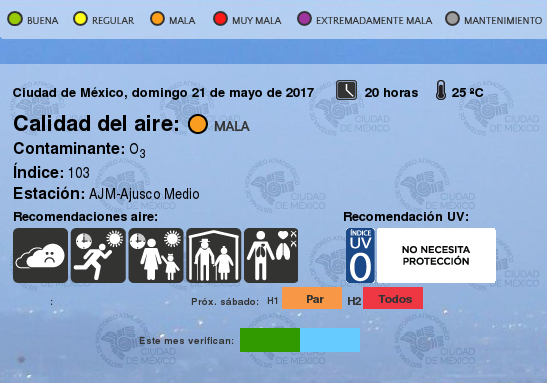 BUENA REGULAR MALA MUY MALA EXTREMADAMENTE MALA MANTENIMIENTO
Ciudad de México, domingo 21 de mayo de 2017 20 horas 25 ºC
Calidad del aire: MALA
Contaminante: O3
Índice: 103
Estación: AJM-Ajusco Medio
Recomendaciones aire: Recomendación UV:
ÍNDICE
UV
0
NO NECESITA
PROTECCIÓN
: Próx. sábado: H1 Par H2 Todos
Este mes verifican: